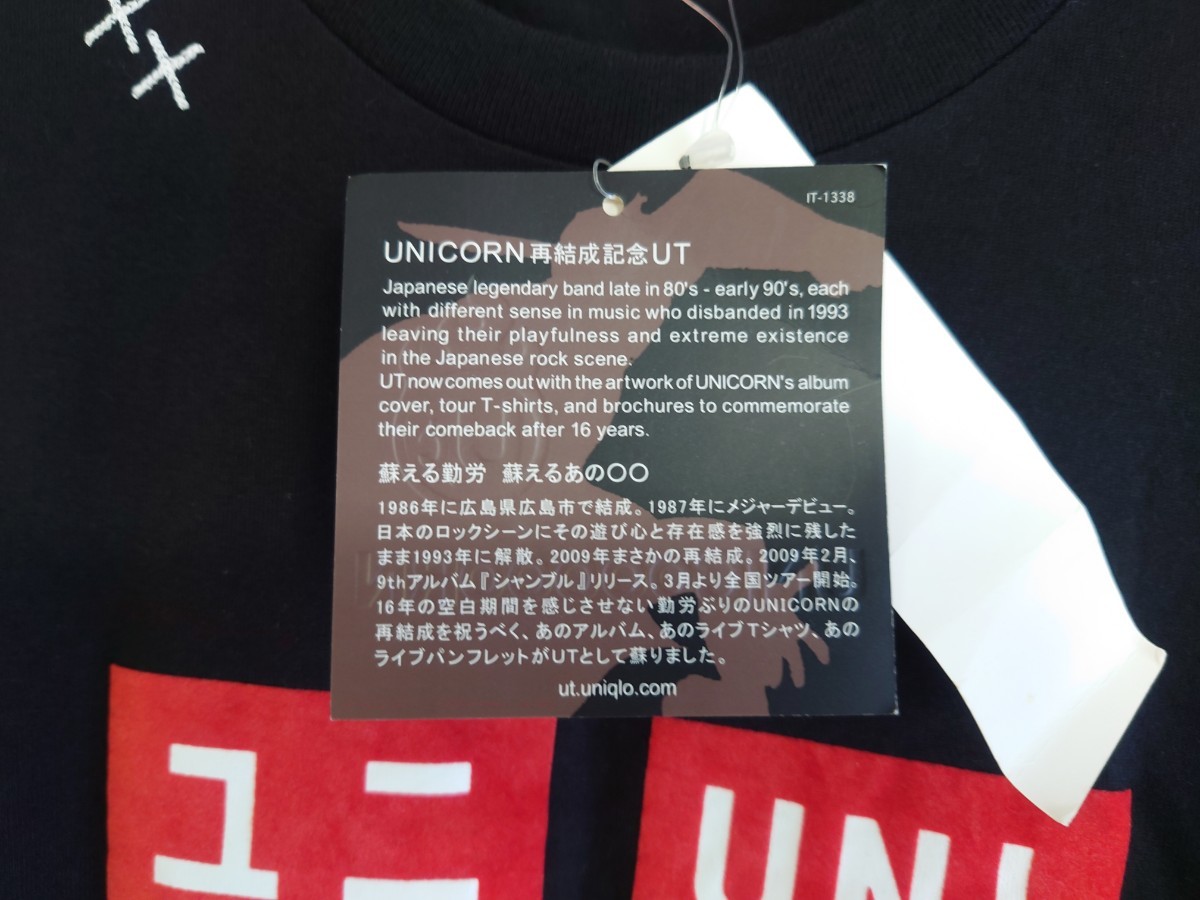 IT-1338
UNICORN再結成記念UT
Japanese legendary band late in 80's - early 90's, each
with different sense in music who disbanded in 1993
leaving their playfulness and extreme existence
in the Japanese rock scene.
UT now comes out with the artwork of UNICORN's album
cover, tour T-shirts, and brochures to commemorate
their comeback after 16 years.
蘇える勤労 蘇えるあの〇〇
1986年に広島県広島市で結成。1987年にメジャーデビュー。
日本のロックシーンにその遊び心と存在感を強烈に残した
まま1993年に解散。2009年まさかの再結成。2009年2月、
9thアルバム『シャンブル』リリース。3月より全国ツアー開始。
16年の空白期間を感じさせない勤労ぶりのUNICORNの
再結成を祝うべく、あのアルバム、あのライブTシャツ、あの
ライブパンフレットがUTとして蘇りました。
ut.uniqlo.com
ユニ
UNI